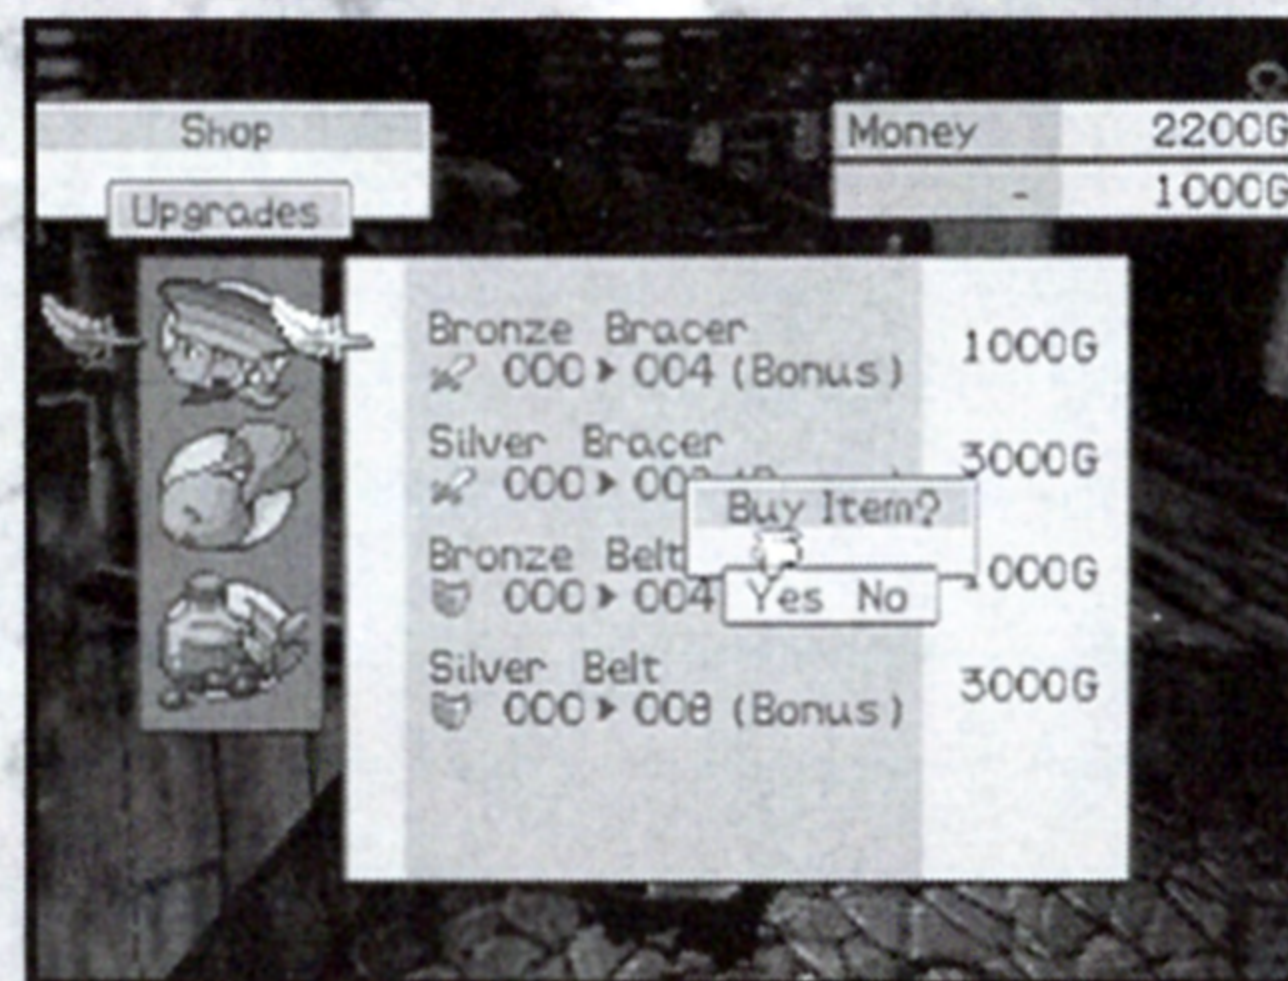 Shop
Upgrades
Money 2200G
- 1000G
Bronze Bracer 1000G
000 ▸ 004 (Bonus)
Silver Bracer 3000G
000 ▸
Buy Item?
Yes No
Bronze Belt 000G
000 ▸ 004
Silver Belt 3000G
000 ▸ 008 (Bonus)